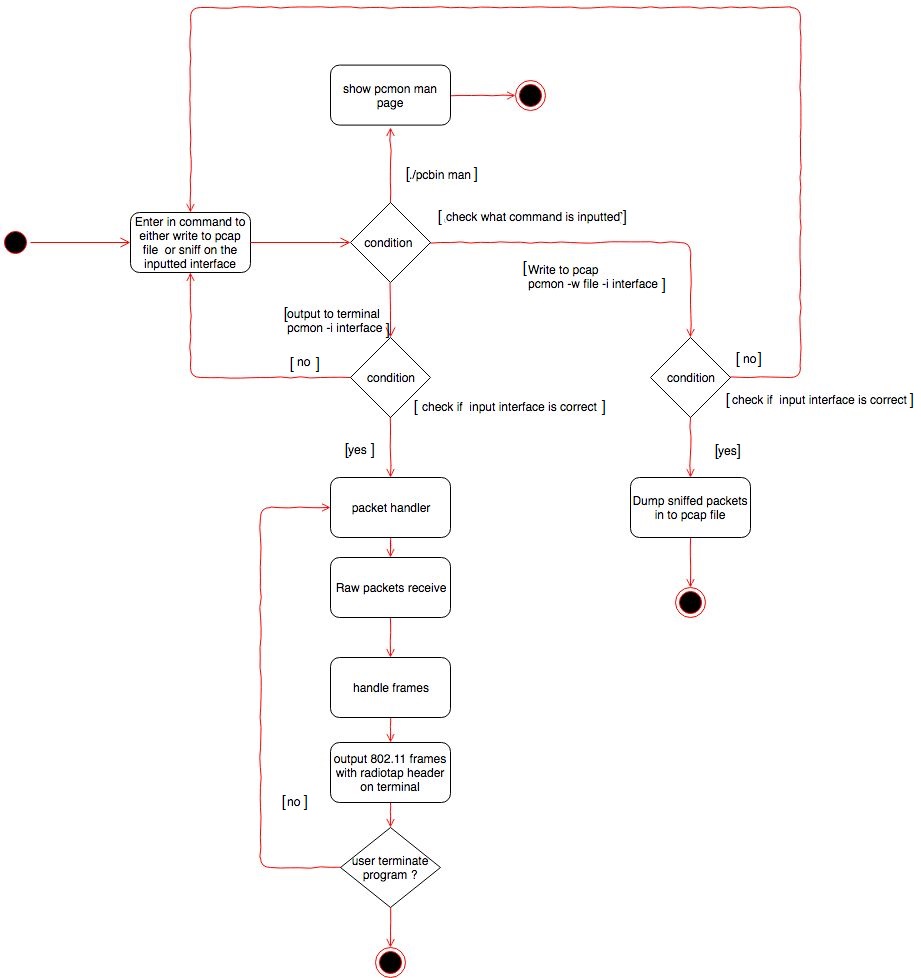 show pcmon man
page
[./pcbin man ]
[ check what command is inputted ]
Enter in command to
either write to pcap
file or sniff on the
inputted interface
condition
[Write to pcap
pcmon -w file -i interface ]
[output to terminal
pcmon -i interface ]
[ no ]
condition
[ check if input interface is correct ]
[ no]
condition
[ check if input interface is correct ]
[yes ]
[yes]
packet handler
Dump sniffed packets
in to pcap file
Raw packets receive
handle frames
output 802.11 frames
with radiotap header
on terminal
[no ]
user terminate
program ?